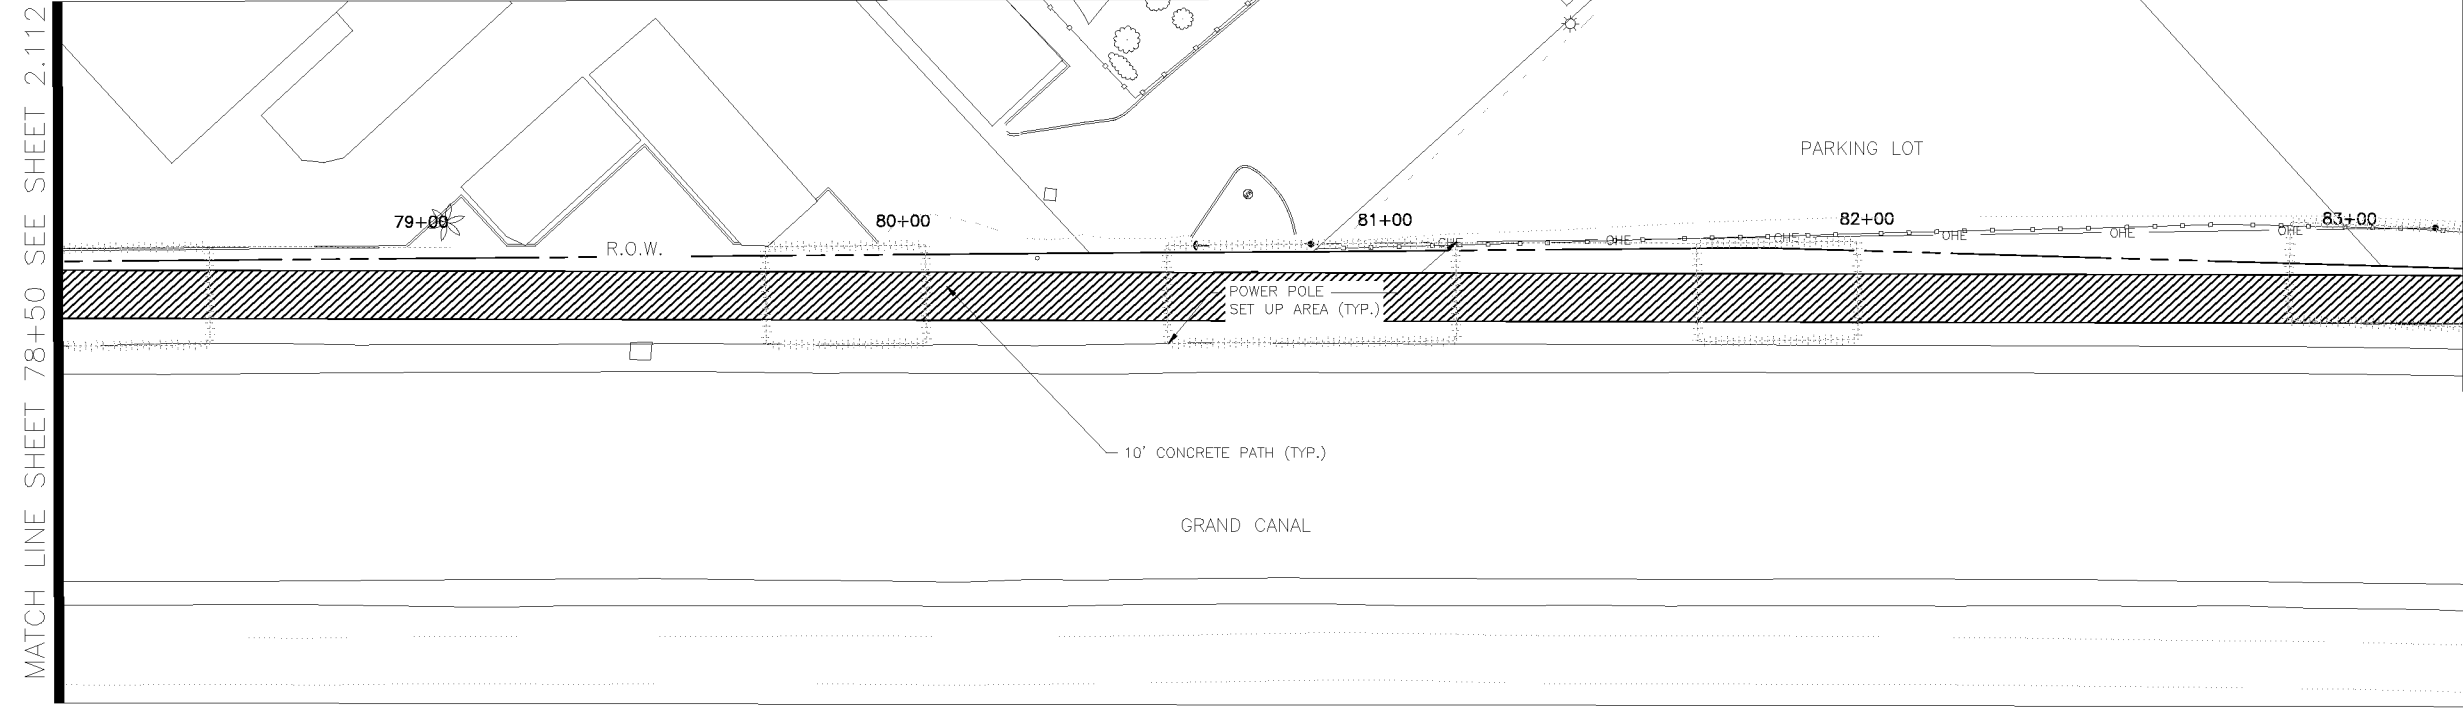 MATCH LINE SHEET 78+50 SEE SHEET 2.112
PARKING LOT
79+00
80+00
81+00
82+00
83+00
R.O.W.
OHE
OHE
OHE
OHE
OHE
OHE
POWER POLE
SET UP AREA (TYP.)
10' CONCRETE PATH (TYP.)
GRAND CANAL